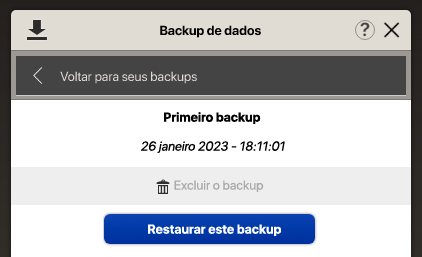 Backup de dados
?
Voltar para seus backups
Primeiro backup
26 janeiro 2023 - 18:11:01
Excluir o backup
Restaurar este backup